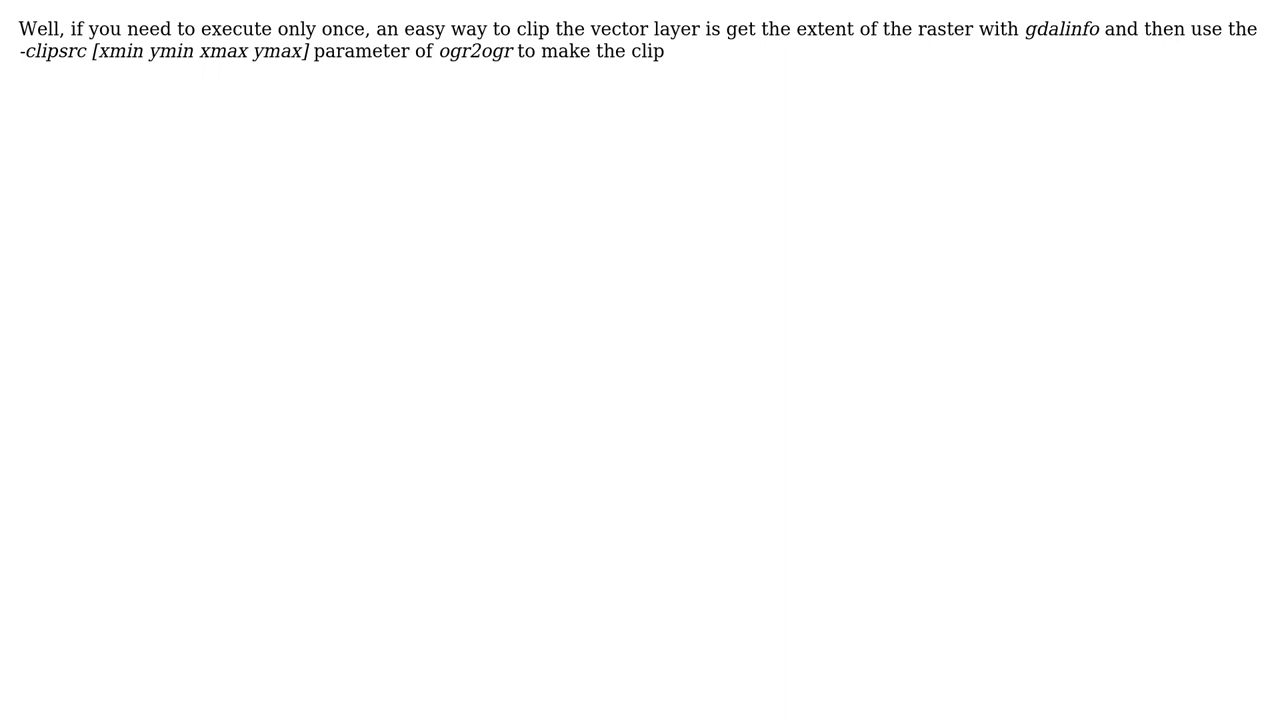 Well, if you need to execute only once, an easy way to clip the vector layer is get the extent of the raster with gdalinfo and then use the
-clipsrc [xmin ymin xmax ymax] parameter of ogr2ogr to make the clip